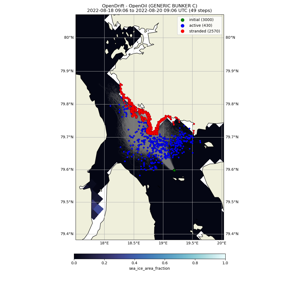 OpenDrift - OpenOil (GENERIC BUNKER C)
2022-08-18 09:06 to 2022-08-20 09:06 UTC (49 steps)
initial (3000)
active (430)
stranded (2570)
80°N
79.9°N
79.8°N
79.7°N
79.6°N
79.5°N
79.4°N
18°E
18.5°E
19°E
19.5°E
20°E
0.0 0.2 0.4 0.6 0.8 1.0
sea_ice_area_fraction